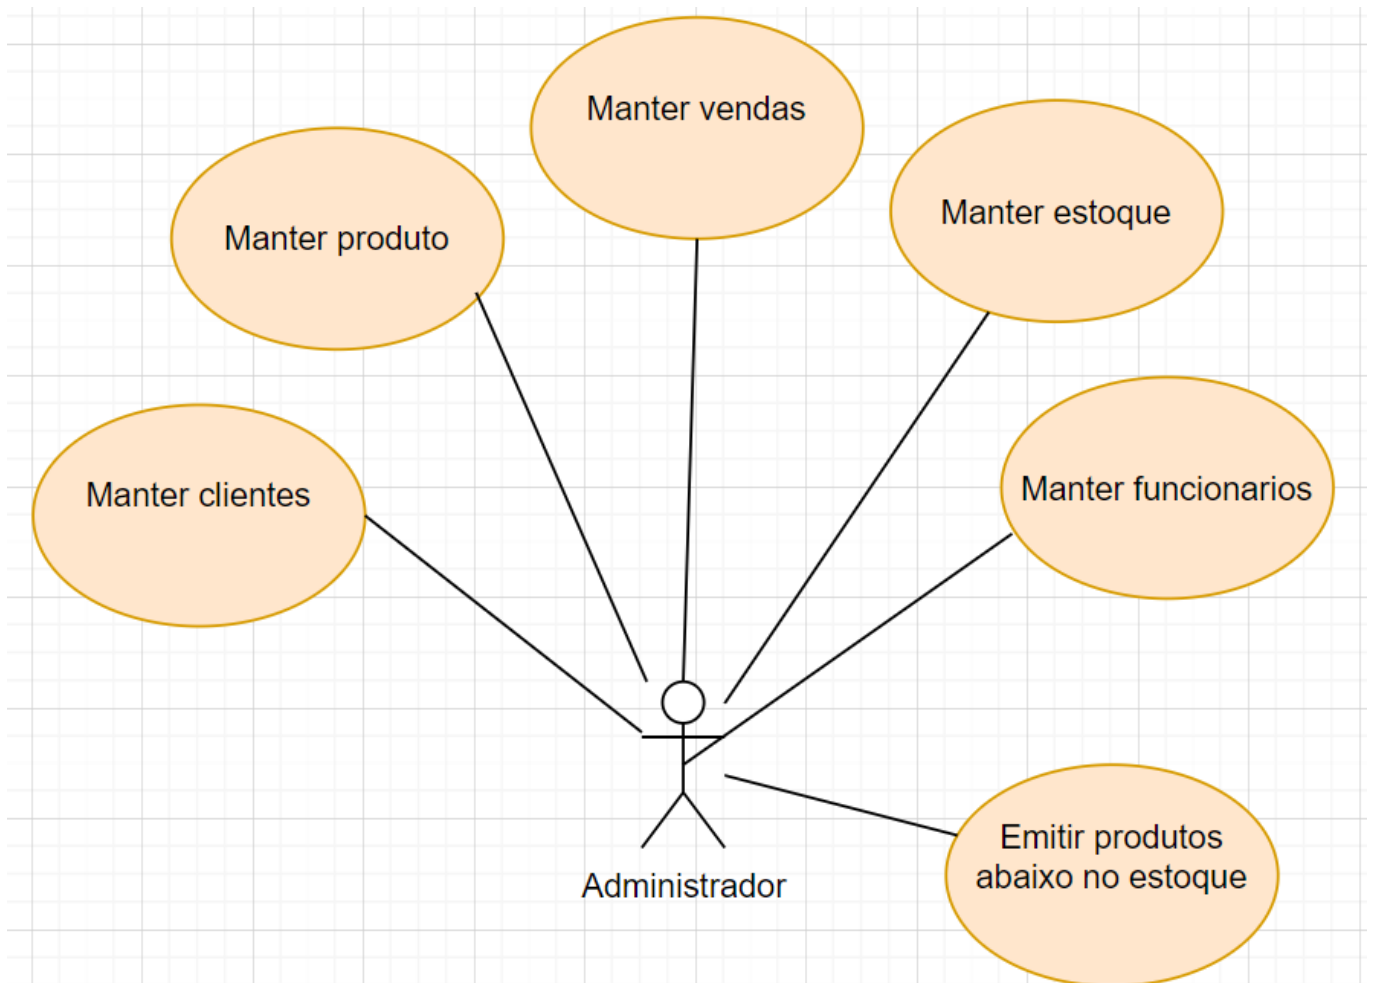 Manter vendas
Manter produto
Manter estoque
Manter clientes
Manter funcionarios
Emitir produtos
abaixo no estoque
Administrador